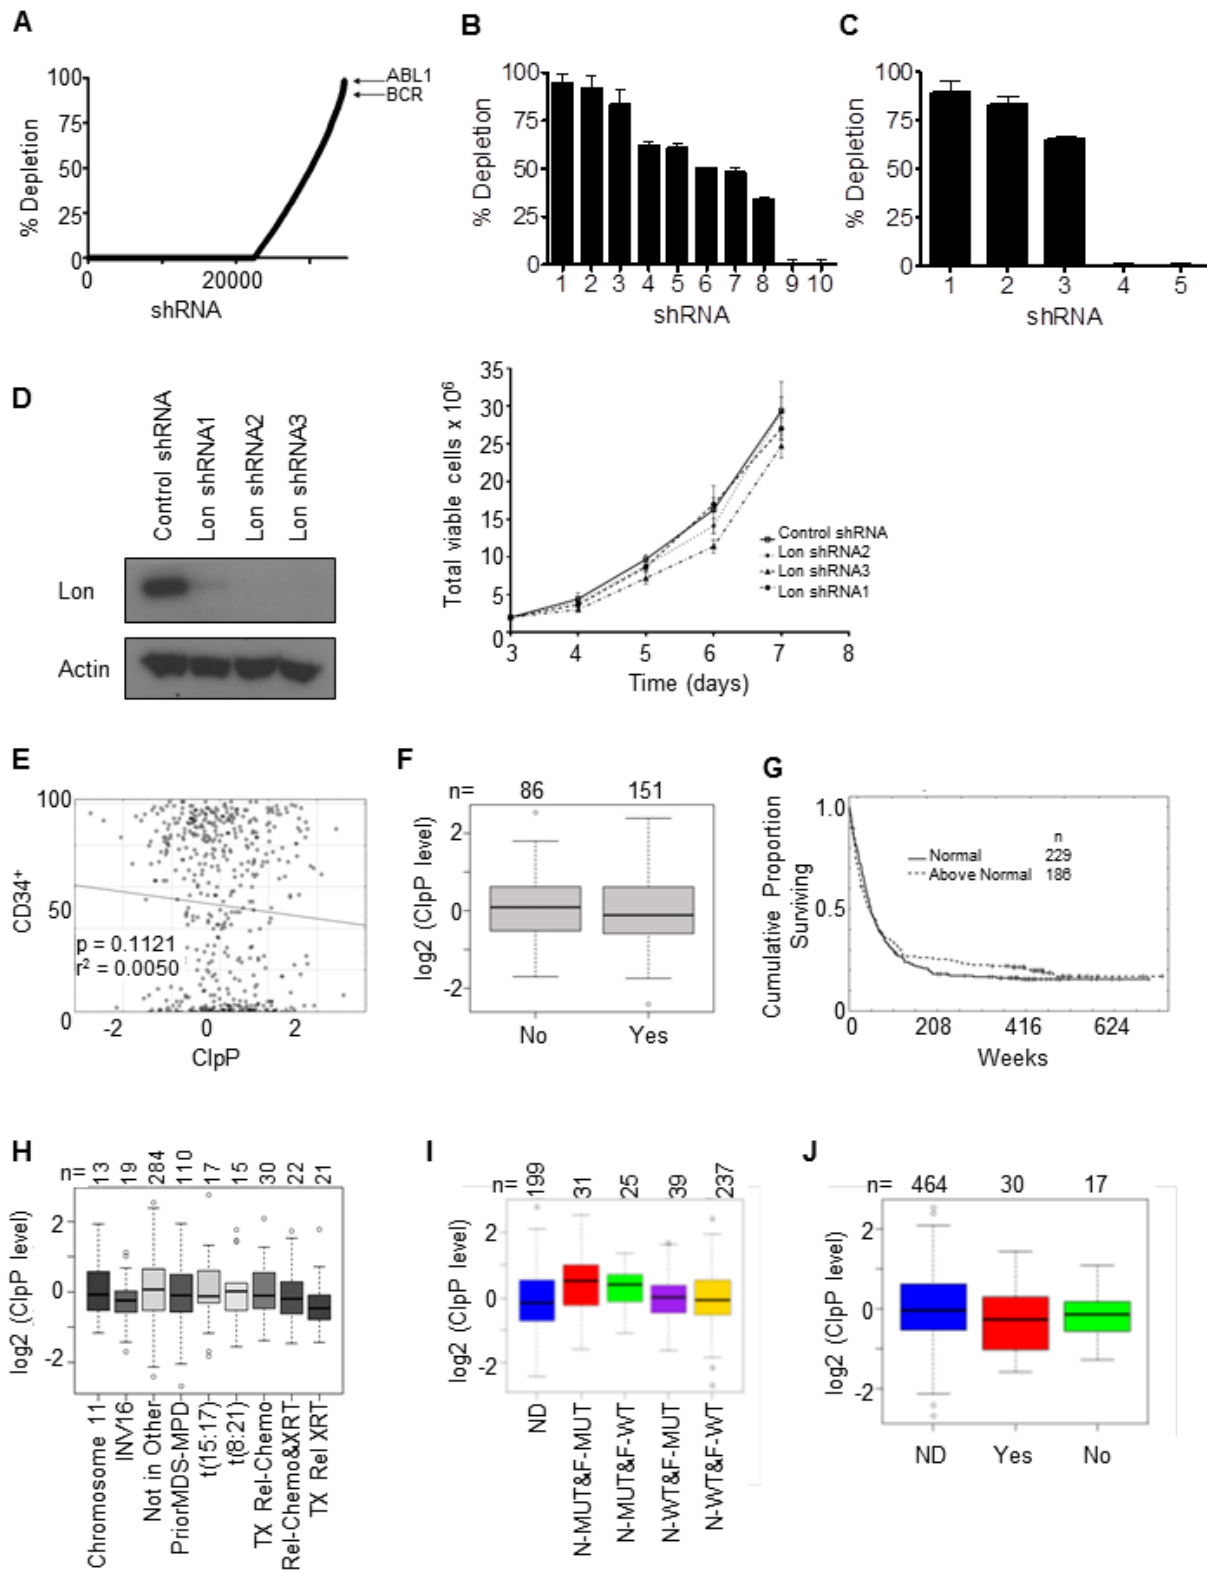 A
100
75
50
25
0
% Depletion
0
20000
shRNA
ABL1
BCR
B
100
75
50
25
0
% Depletion
1 2 3 4 5 6 7 8 9 10
shRNA
C
100
75
50
25
0
% Depletion
1 2 3 4 5
shRNA
D
Control shRNA
Lon shRNA1
Lon shRNA2
Lon shRNA3
Lon
Actin
Total viable cells x 10⁶
35
30
25
20
15
10
5
0
3 4 5 6 7 8
Time (days)
Control shRNA
Lon shRNA2
Lon shRNA3
Lon shRNA1
E
100
50
0
CD34⁺
p = 0.1121
r² = 0.0050
-2 0 2
ClpP
F
n= 86 151
log2 (ClpP level)
2
0
-2
No Yes
G
Cumulative Proportion
Surviving
1.0
0.5
0
n
Normal 229
Above Normal 186
208 416 624
Weeks
H
n= 13 19 284 110 17 15 30 22 21
log2 (ClpP level)
2
0
-2
Chromosome 11
INV16
Not in Other
PriorMDS-MPD
t(15:17)
t(8:21)
TX Rel-Chemo
Rel-Chemo&XRT
TX Rel XRT
I
n= 199 31 25 39 237
log2 (ClpP level)
2
0
-2
ND
N-MUT&F-MUT
N-MUT&F-WT
N-WT&F-MUT
N-WT&F-WT
J
n= 464 30 17
log2 (ClpP level)
2
0
-2
ND Yes No